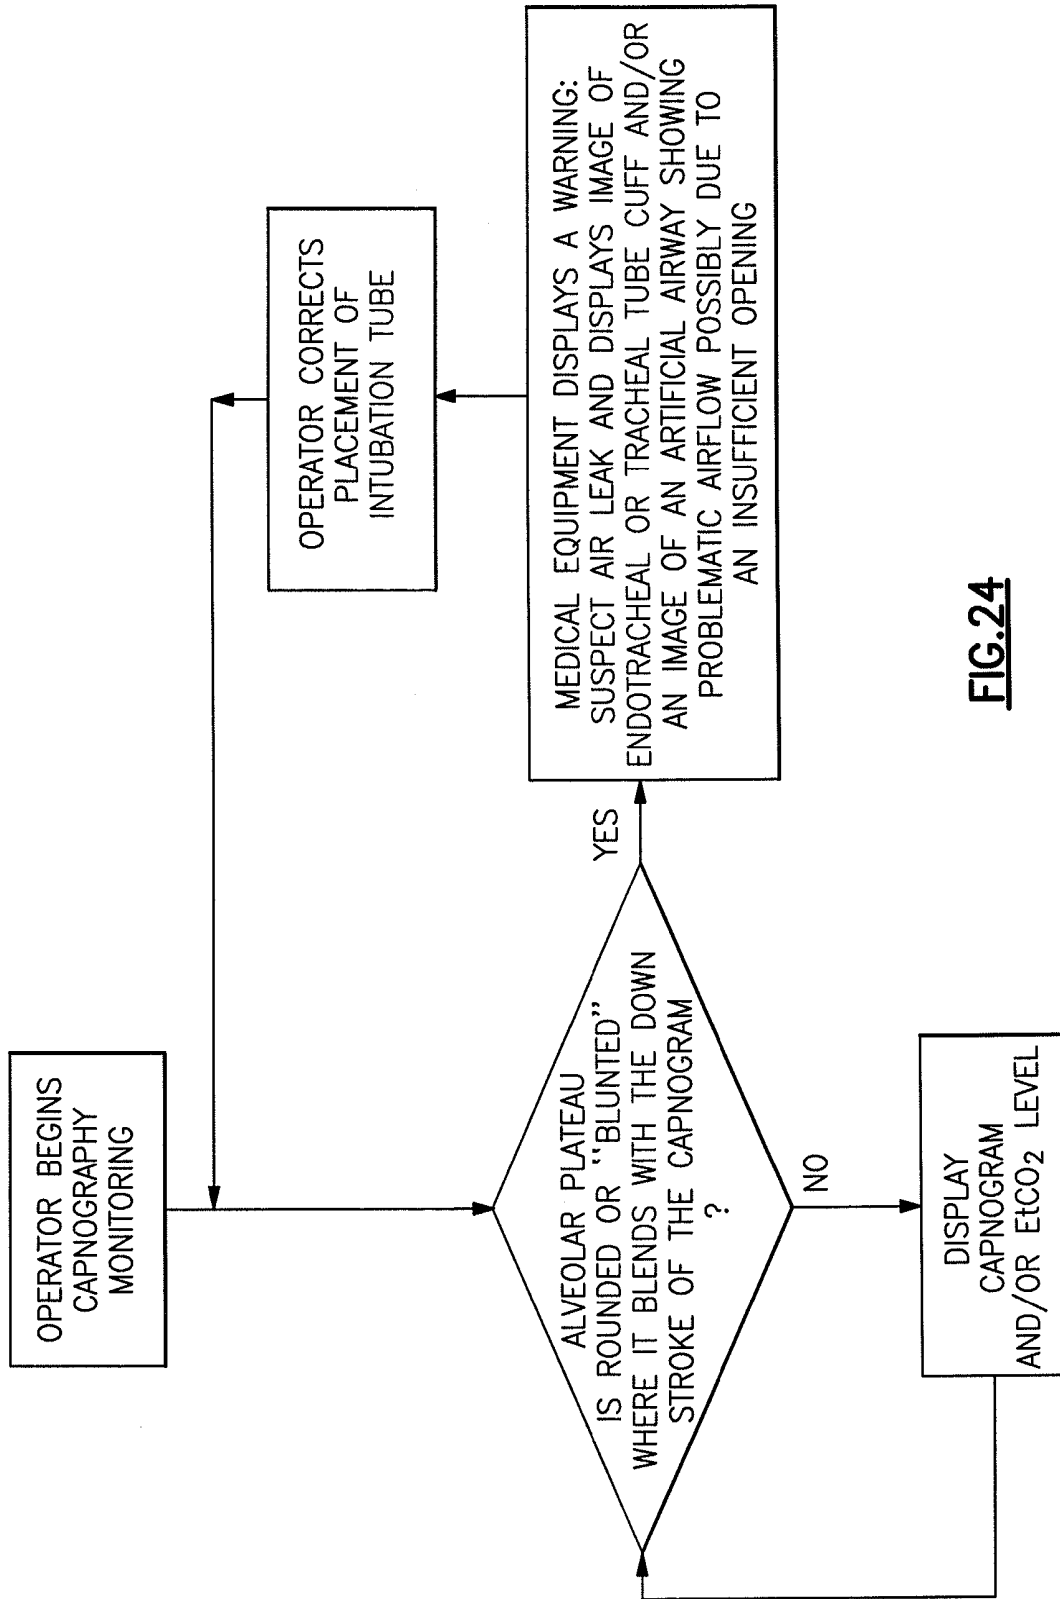 OPERATOR BEGINS
CAPNOGRAPHY
MONITORING
ALVEOLAR PLATEAU
IS ROUNDED OR "BLUNTED"
WHERE IT BLENDS WITH THE DOWN
STROKE OF THE CAPNOGRAM
?
YES
NO
DISPLAY
CAPNOGRAM
AND/OR EtCO₂ LEVEL
MEDICAL EQUIPMENT DISPLAYS A WARNING:
SUSPECT AIR LEAK AND DISPLAYS IMAGE OF
ENDOTRACHEAL OR TRACHEAL TUBE CUFF AND/OR
AN IMAGE OF AN ARTIFICIAL AIRWAY SHOWING
PROBLEMATIC AIRFLOW POSSIBLY DUE TO
AN INSUFFICIENT OPENING
OPERATOR CORRECTS
PLACEMENT OF
INTUBATION TUBE
FIG.24